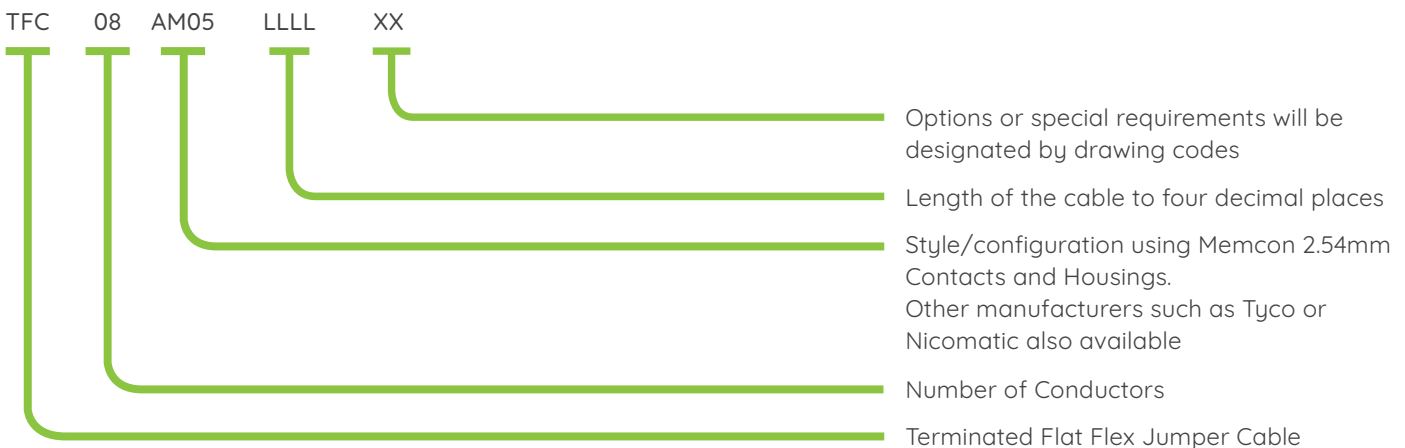 TFC 08 AM05 LLLL XX
Options or special requirements will be
designated by drawing codes
Length of the cable to four decimal places
Style/configuration using Memcon 2.54mm
Contacts and Housings.
Other manufacturers such as Tyco or
Nicomatic also available
Number of Conductors
Terminated Flat Flex Jumper Cable